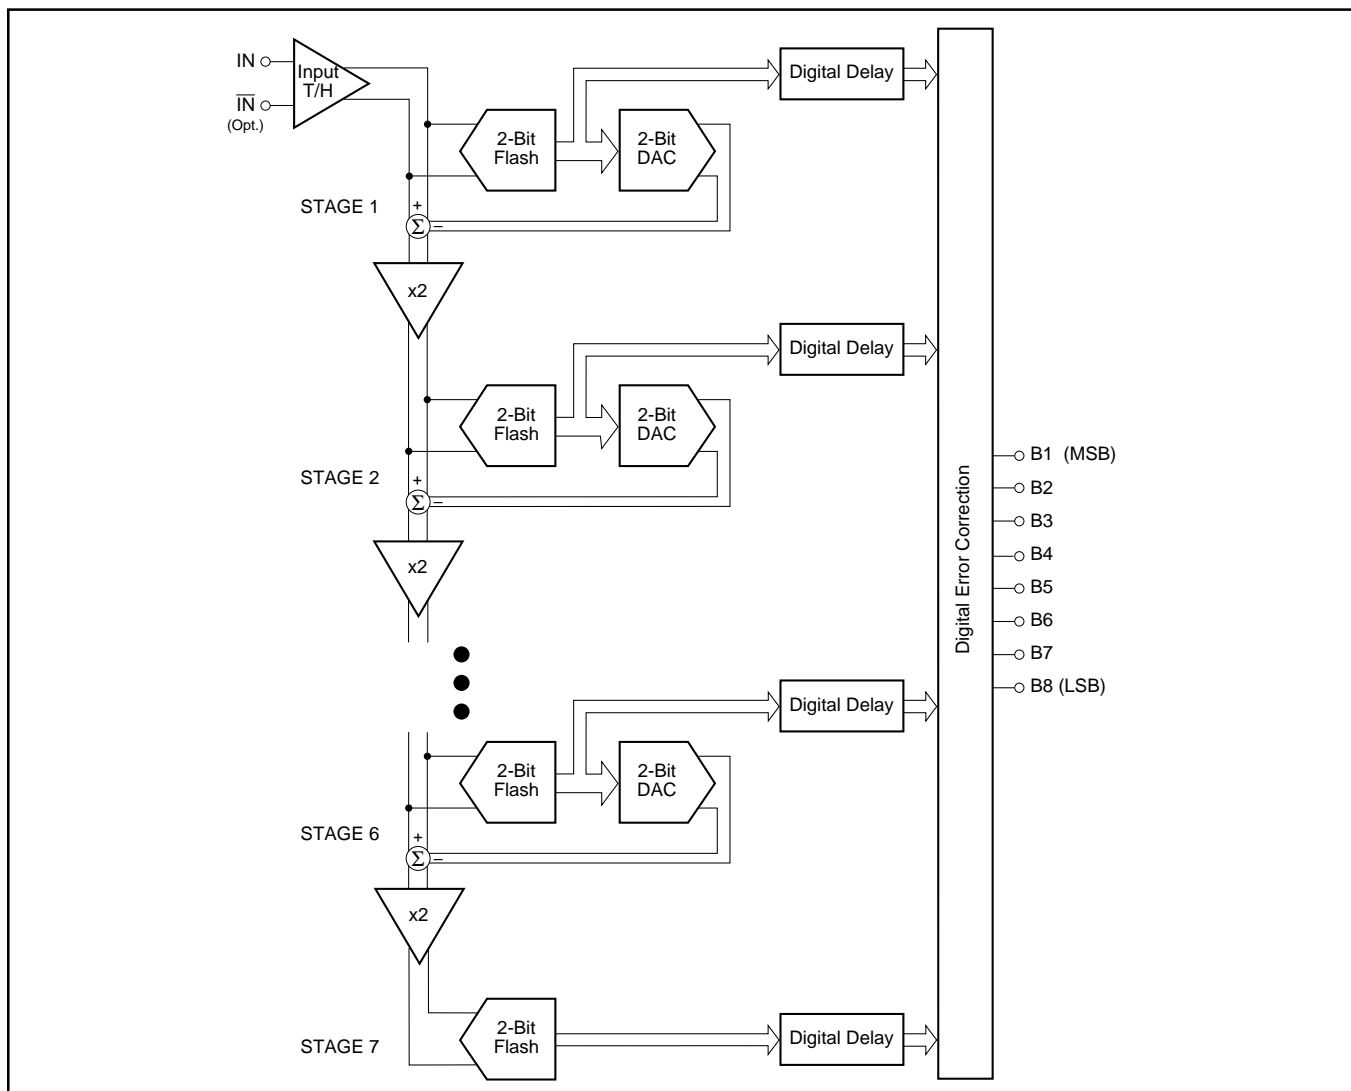 IN
Input
T/H
IN
(Opt.)
Digital Delay
2-Bit
Flash
2-Bit
DAC
STAGE 1
+
Σ
–
x2
Digital Delay
2-Bit
Flash
2-Bit
DAC
STAGE 2
+
Σ
–
x2
Digital Delay
2-Bit
Flash
2-Bit
DAC
STAGE 6
+
Σ
–
x2
2-Bit
Flash
Digital Delay
STAGE 7
Digital Error Correction
B1 (MSB)
B2
B3
B4
B5
B6
B7
B8 (LSB)